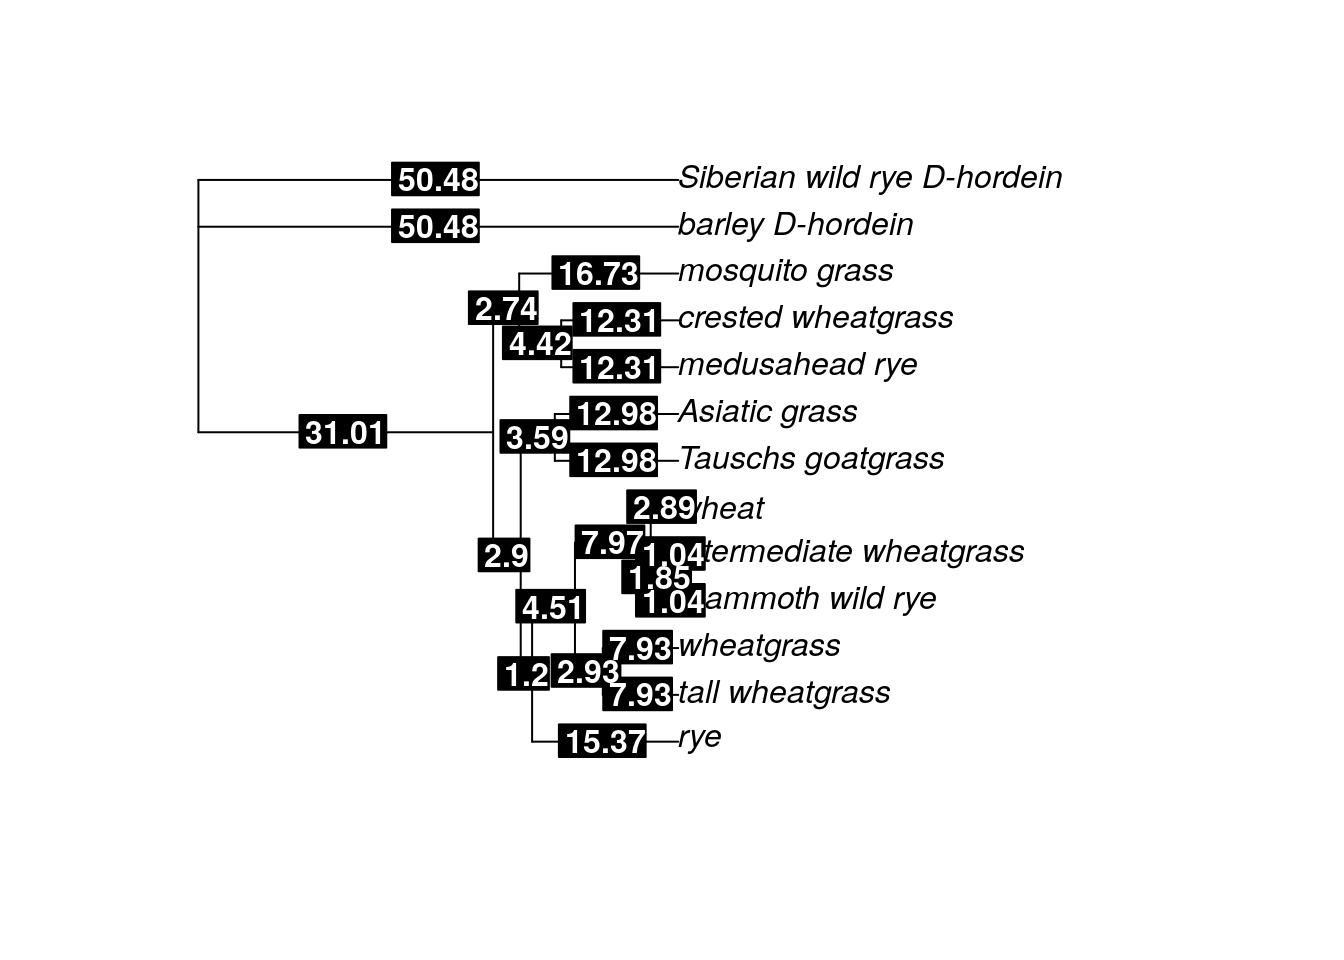 50.48 Siberian wild rye D-hordein
50.48 barley D-hordein
16.73 mosquito grass
2.74
12.31 crested wheatgrass
4.42
12.31 medusahead rye
12.98 Asiatic grass
31.01
3.59
12.98 Tauschs goatgrass
2.89 heat
7.97
1.04 termediate wheatgrass
2.9
1.85
1.04 ammoth wild rye
4.51
7.93 wheatgrass
1.2
2.93
7.93 tall wheatgrass
15.37 rye